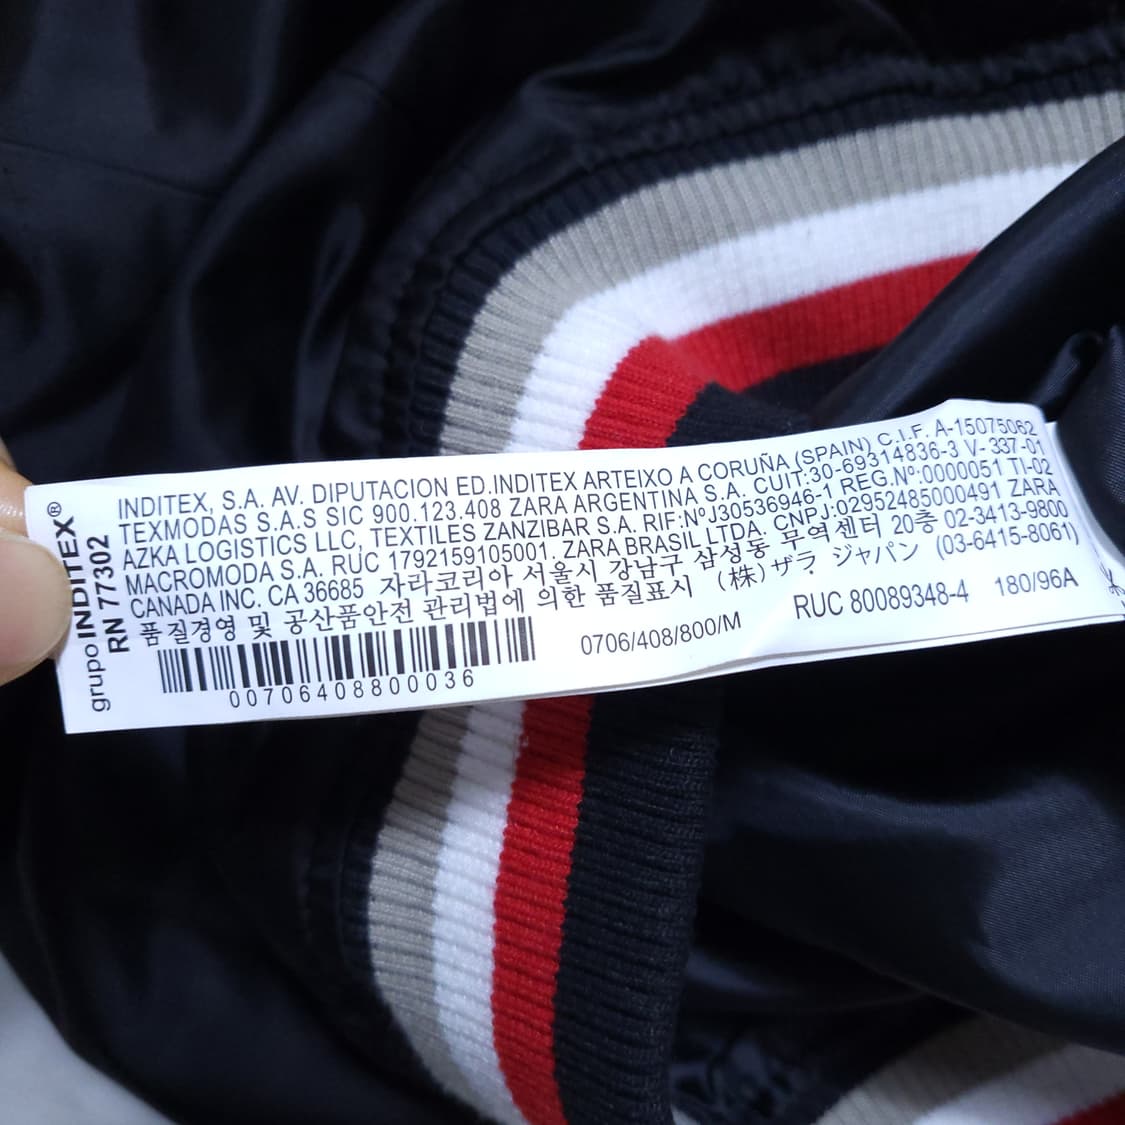 grupo INDITEX®
RN 77302
INDITEX, S.A. AV. DIPUTACION ED.INDITEX ARTEIXO A CORUÑA (SPAIN) C.I.F. A-15075062
TEXMODAS S.A.S SIC 900.123.408 ZARA ARGENTINA S.A. CUIT:30-69314836-3 V-337-01
AZKA LOGISTICS LLC, TEXTILES ZANZIBAR S.A. RIF:NºJ30536946-1 REG.Nº:0000051 TI-02
MACROMODA S.A. RUC 1792159105001. ZARA BRASIL LTDA. CNPJ:02952485000491 ZARA
CANADA INC. CA 36685 자라코리아 서울시 강남구 삼성동 무역센터 20층 02-3413-9800
품질경영 및 공산품안전 관리법에 의한 품질표시 (株)ザラ ジャパン (03-6415-8061)
0706/408/800/M RUC 80089348-4 180/96A
00706408800036